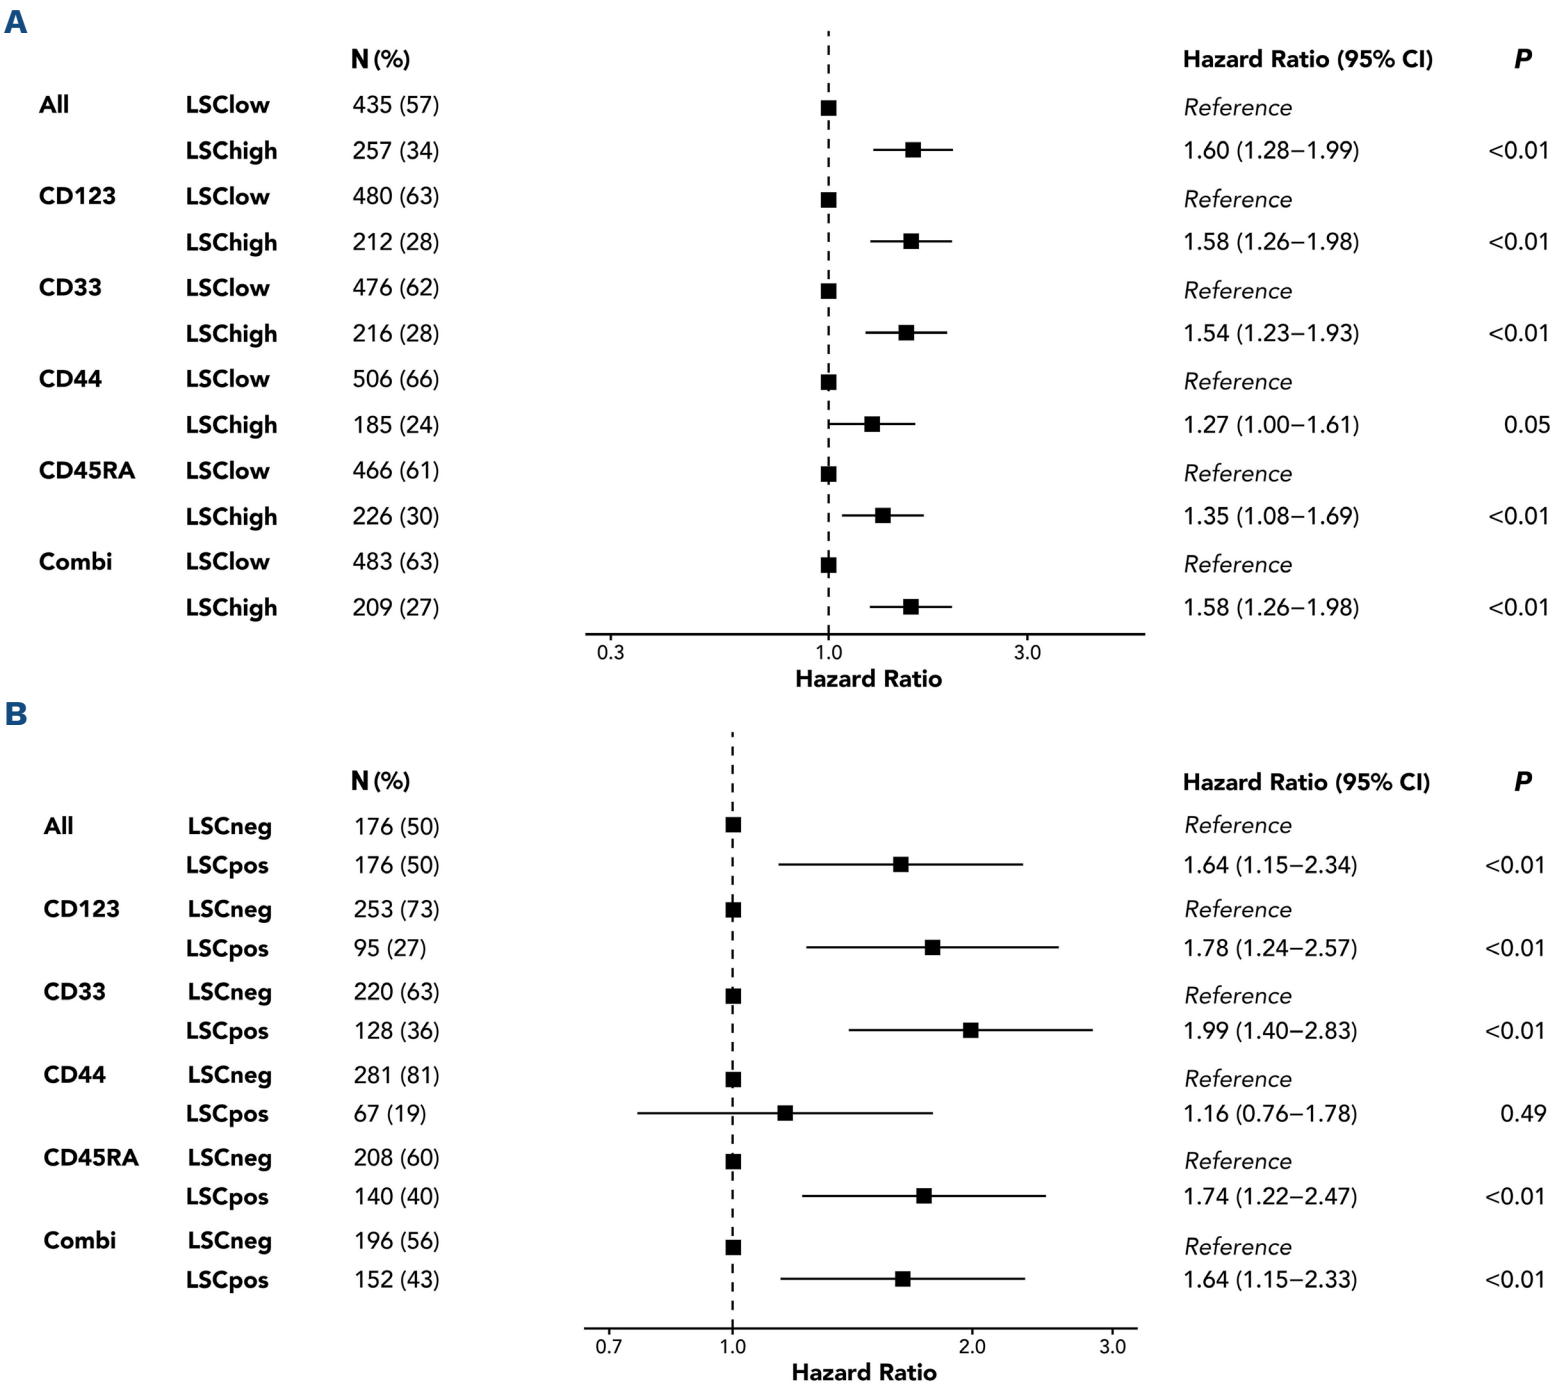 A
N (%) Hazard Ratio (95% CI) P
All LSClow 435 (57) Reference
LSChigh 257 (34) 1.60 (1.28–1.99) <0.01
CD123 LSClow 480 (63) Reference
LSChigh 212 (28) 1.58 (1.26–1.98) <0.01
CD33 LSClow 476 (62) Reference
LSChigh 216 (28) 1.54 (1.23–1.93) <0.01
CD44 LSClow 506 (66) Reference
LSChigh 185 (24) 1.27 (1.00–1.61) 0.05
CD45RA LSClow 466 (61) Reference
LSChigh 226 (30) 1.35 (1.08–1.69) <0.01
Combi LSClow 483 (63) Reference
LSChigh 209 (27) 1.58 (1.26–1.98) <0.01
0.3 1.0 3.0
Hazard Ratio
B
N (%) Hazard Ratio (95% CI) P
All LSCneg 176 (50) Reference
LSCpos 176 (50) 1.64 (1.15–2.34) <0.01
CD123 LSCneg 253 (73) Reference
LSCpos 95 (27) 1.78 (1.24–2.57) <0.01
CD33 LSCneg 220 (63) Reference
LSCpos 128 (36) 1.99 (1.40–2.83) <0.01
CD44 LSCneg 281 (81) Reference
LSCpos 67 (19) 1.16 (0.76–1.78) 0.49
CD45RA LSCneg 208 (60) Reference
LSCpos 140 (40) 1.74 (1.22–2.47) <0.01
Combi LSCneg 196 (56) Reference
LSCpos 152 (43) 1.64 (1.15–2.33) <0.01
0.7 1.0 2.0 3.0
Hazard Ratio